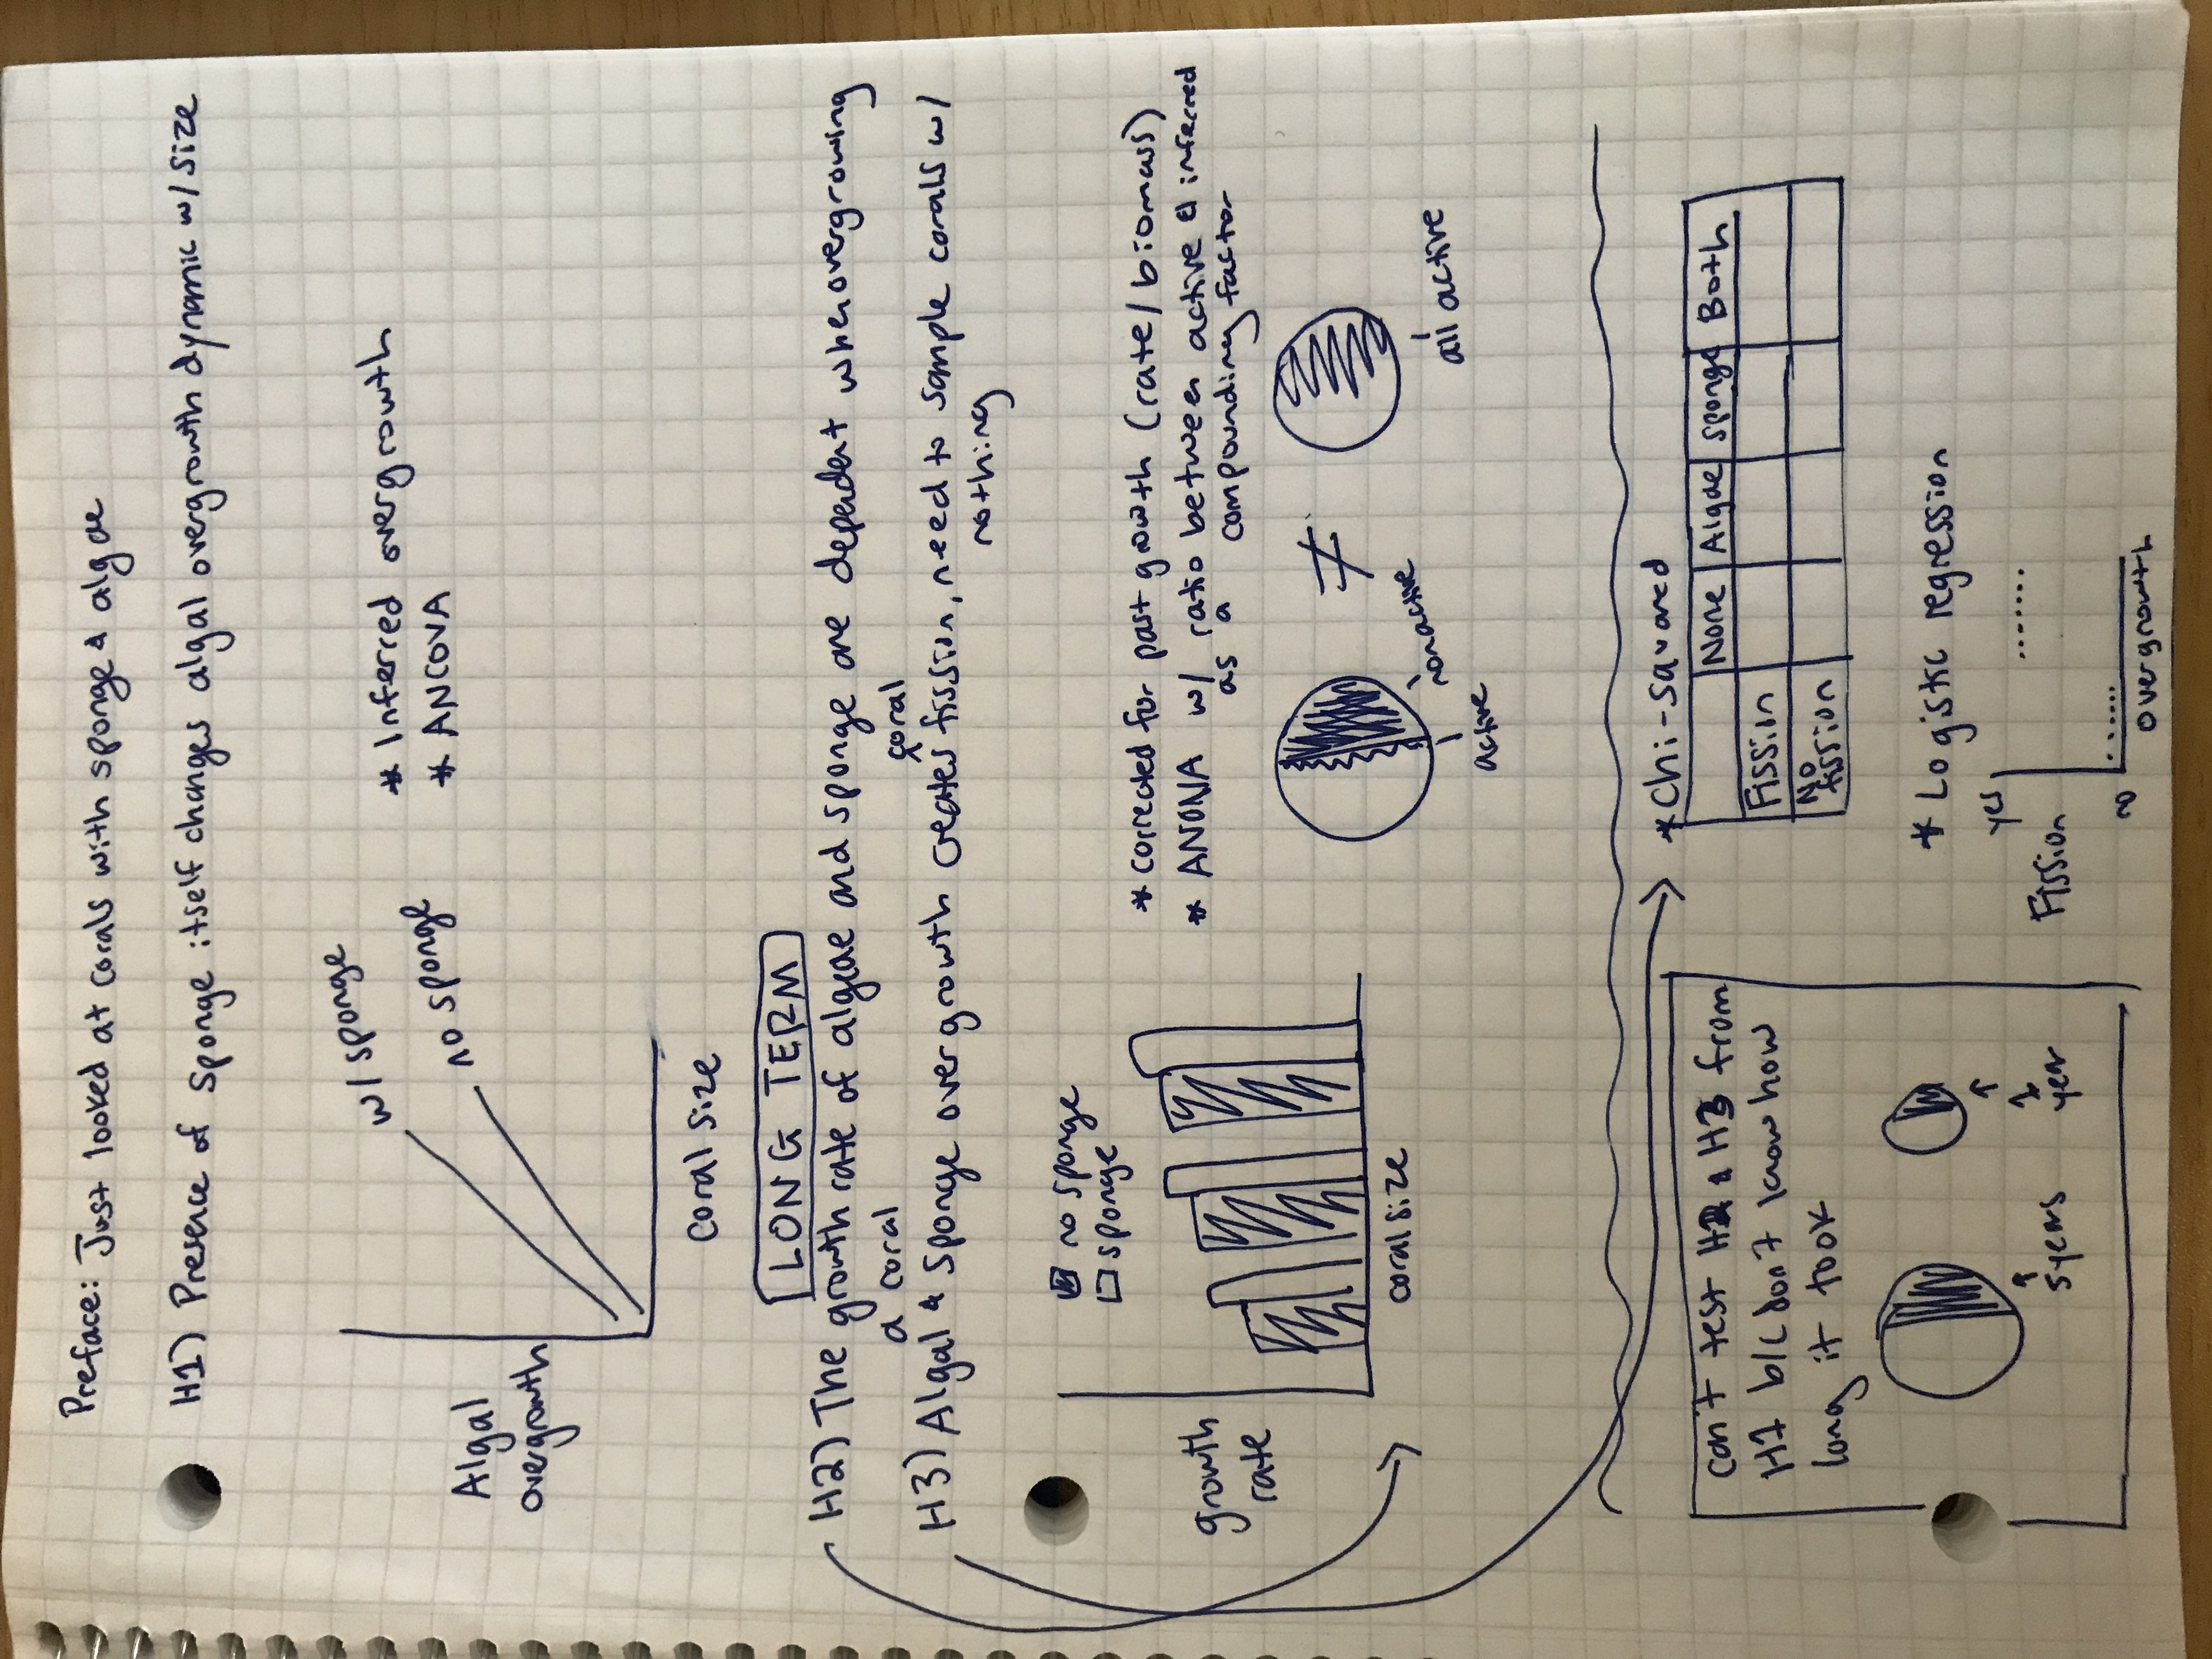 Preface: Just looked at corals with sponge & algae
H1) Presence of sponge itself changes algal overgrowth dynamic w/ size
w/ sponge
no sponge
* Inferred overgrowth
* ANCOVA
Algal
overgrowth
coral size
LONG TERM
H2) The growth rate of algeae and sponge are dependent when overgrowing
a coral
coral
H3) Algal & sponge overgrowth creates ^ fission, need to sample corals w/
nothing
no sponge
sponge
growth
rate
coral size
* corrected for past growth (rate/biomass)
* ANONA w/ ratio between active & inferred
as a compounding factor
≠
active
nonactive
all active
can't test H2 & H3 from
H1 b/c don't know how
long it took
5 years
1
year
* Chi-squared
None Algae sponge Both
Fission
No
fission
* Logistic regression
yes
Fission
no
overgrowth